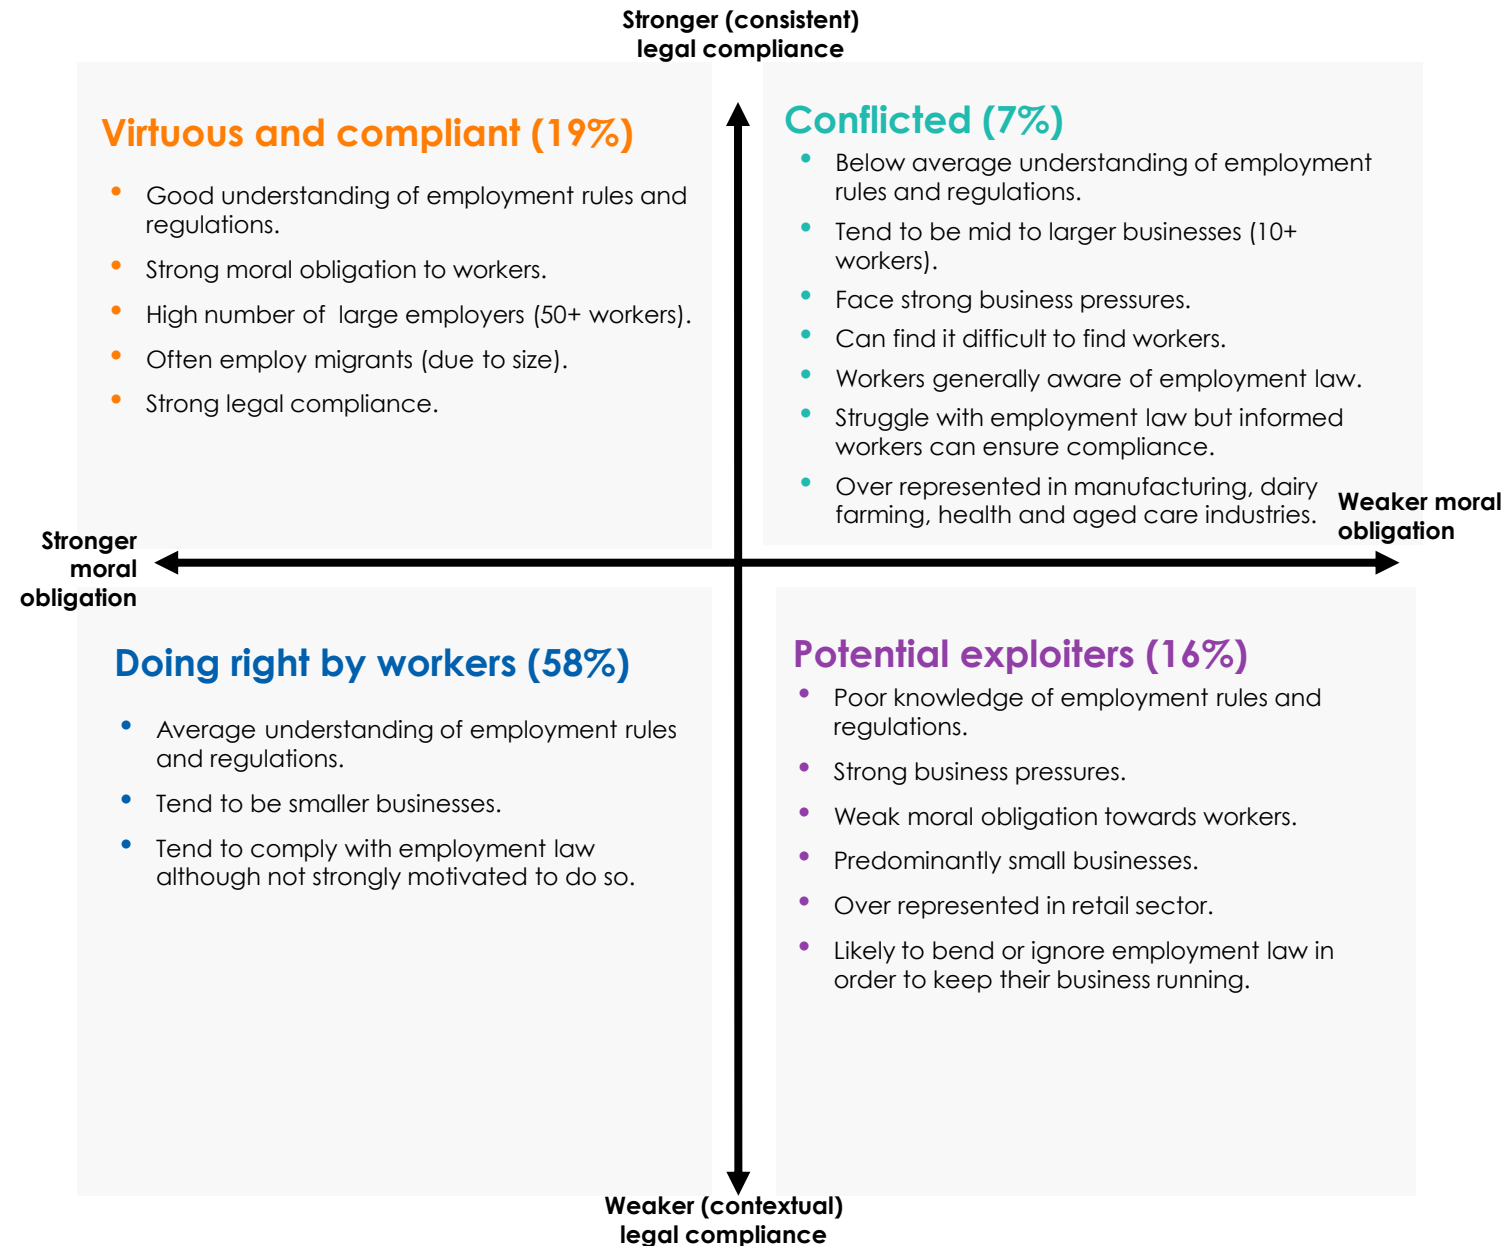 Stronger (consistent)
legal compliance
Virtuous and compliant (19%)
• Good understanding of employment rules and
regulations.
• Strong moral obligation to workers.
• High number of  large employers (50+ workers).
• Often employ migrants (due to size).
• Strong legal compliance.
Conflicted (7%)
• Below average understanding of employment
rules and regulations.
• Tend to be mid to larger businesses (10+
workers).
• Face strong business pressures.
• Can find it difficult to find workers.
• Workers generally aware of employment law.
• Struggle with employment law but informed
workers can ensure compliance.
• Over represented in manufacturing, dairy
farming, health and aged care industries.
Weaker moral
obligation
Stronger
moral
obligation
Doing right by workers (58%)
• Average understanding of employment rules
and regulations.
• Tend to be smaller businesses.
• Tend to comply with employment law
although not strongly motivated to do so.
Potential exploiters (16%)
• Poor knowledge of employment rules and
regulations.
• Strong business pressures.
• Weak moral obligation towards workers.
• Predominantly small businesses.
• Over represented in retail sector.
• Likely to bend or ignore employment law in
order to keep their business running.
Weaker (contextual)
legal compliance